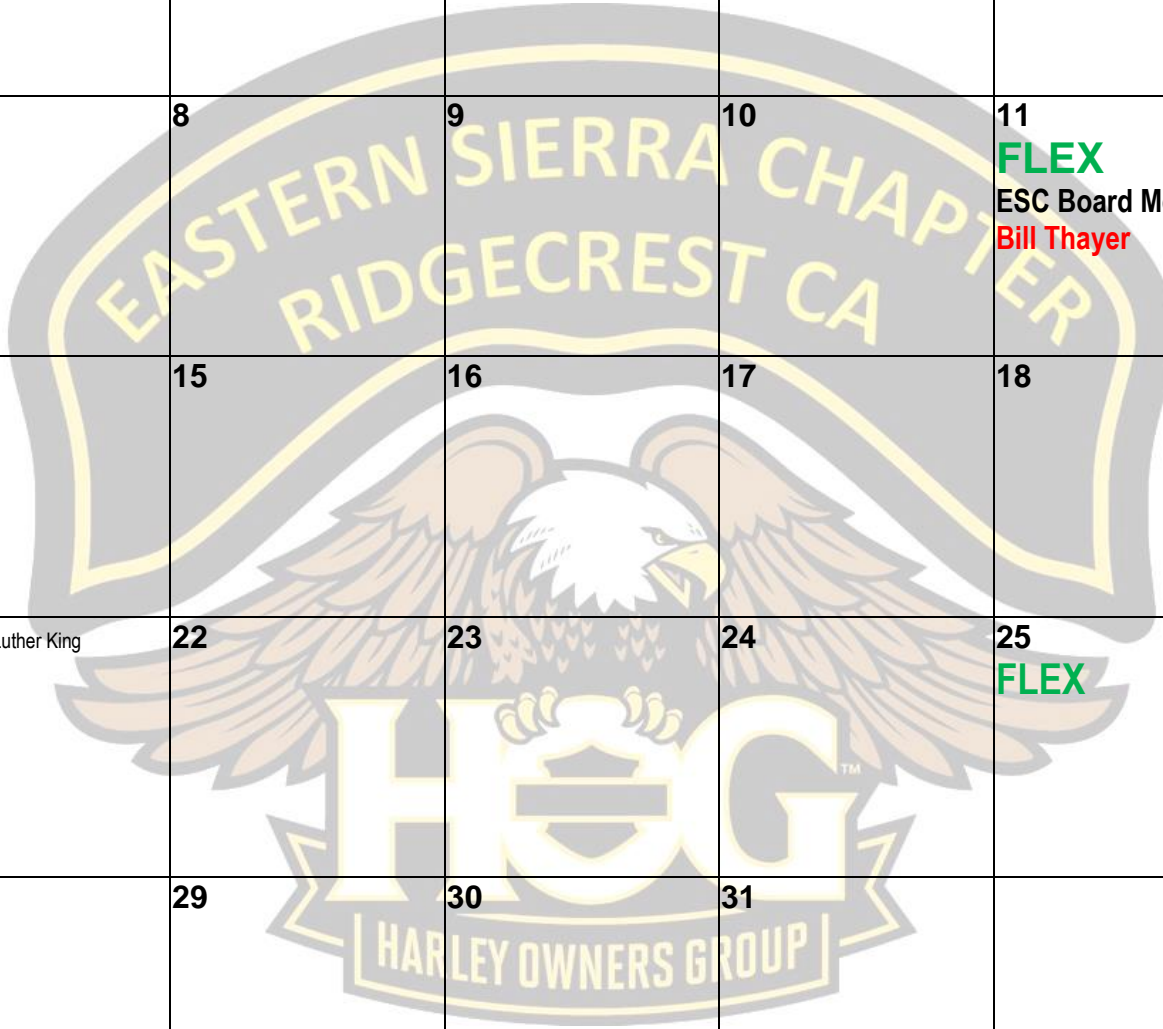 EASTERN SIERRA CHAPTER
RIDGECREST CA
8
9
10
11
FLEX
ESC Board M
Bill Thayer
15
16
17
18
uther King
22
23
24
25
FLEX
HOG
TM
29
30
31
HARLEY OWNERS GROUP